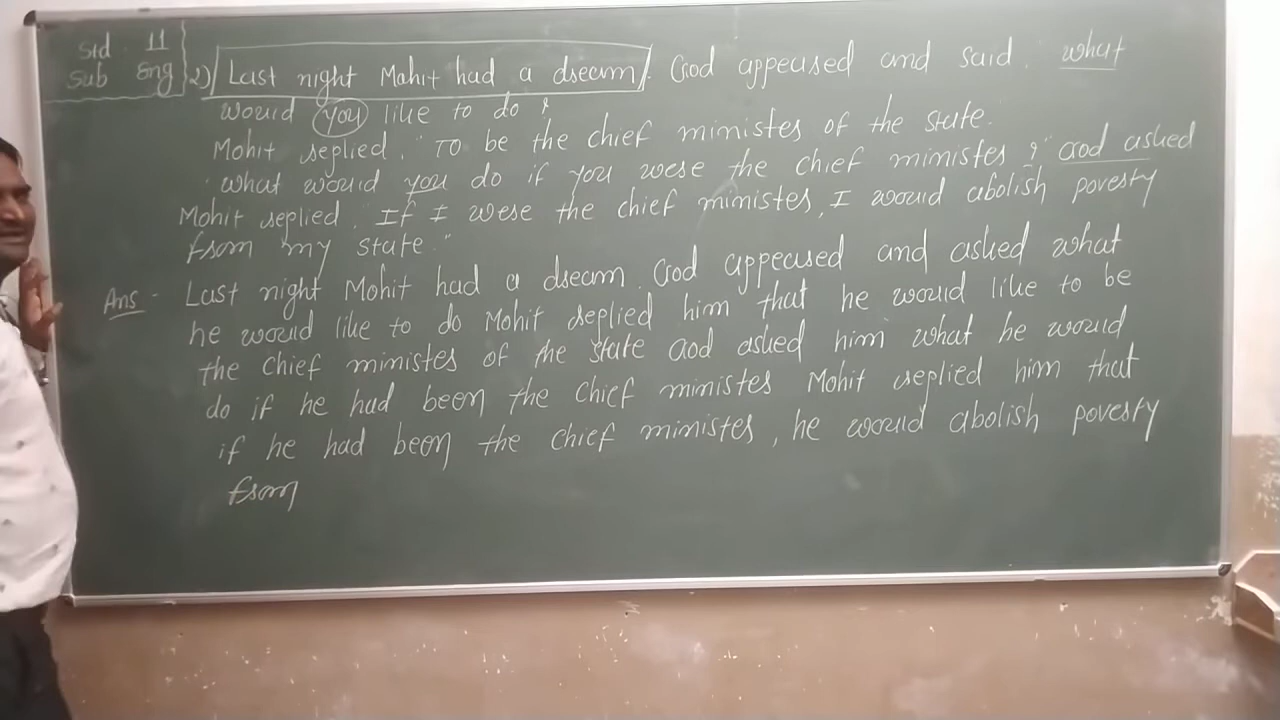 Std 11
Sub Eng
2) Last night Mohit had a dream. God appeared and said. what
would you like to do ?
Mohit replied. "To be the chief minister of the state.
"what would you do if you were the chief minister ?" God asked
Mohit replied "If I were the chief minister, I would abolish poverty
from my state."
Ans - Last night Mohit had a dream. God appeared and asked what
he would like to do Mohit replied him that he would like to be
the chief minister of the state God asked him what he would
do if he had been the chief minister Mohit replied him that
if he had been the chief minister, he would abolish poverty
from